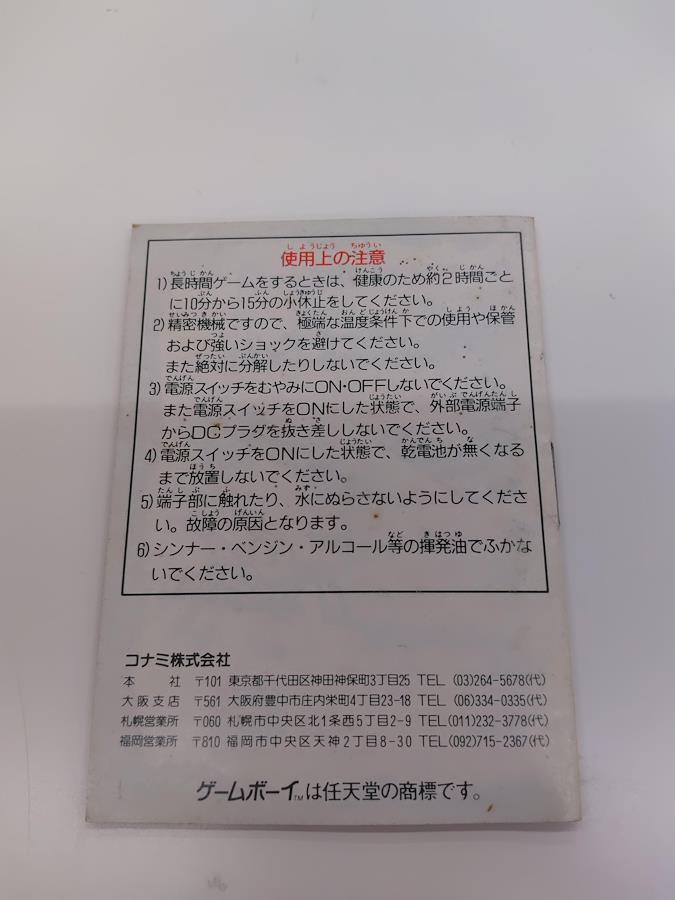 使用上の注意
1)長時間ゲームをするときは、健康のため約2時間ごと
に10分から15分の小休止をしてください。
2)精密機械ですので、極端な温度条件下での使用や保管
および強いショックを避けてください。
また絶対に分解したりしないでください。
3)電源スイッチをむやみにON・OFFしないでください。
また電源スイッチをONにした状態で、外部電源端子
からDCプラグを抜き差ししないでください。
4)電源スイッチをONにした状態で、乾電池が無くなる
まで放置しないでください。
5)端子部に触れたり、水にぬらさないようにしてくださ
い。故障の原因となります。
6)シンナー・ベンジン・アルコール等の揮発油でふかな
いでください。
コナミ株式会社
本 社 〒101 東京都千代田区神田神保町3丁目25 TEL (03)264-5678(代)
大阪支店 〒561 大阪府豊中市庄内栄町4丁目23-18 TEL (06)334-0335(代)
札幌営業所 〒060 札幌市中央区北1条西5丁目2-9 TEL(011)232-3778(代)
福岡営業所 〒810 福岡市中央区天神2丁目8-30 TEL(092)715-2367(代)
ゲームボーイTMは任天堂の商標です。